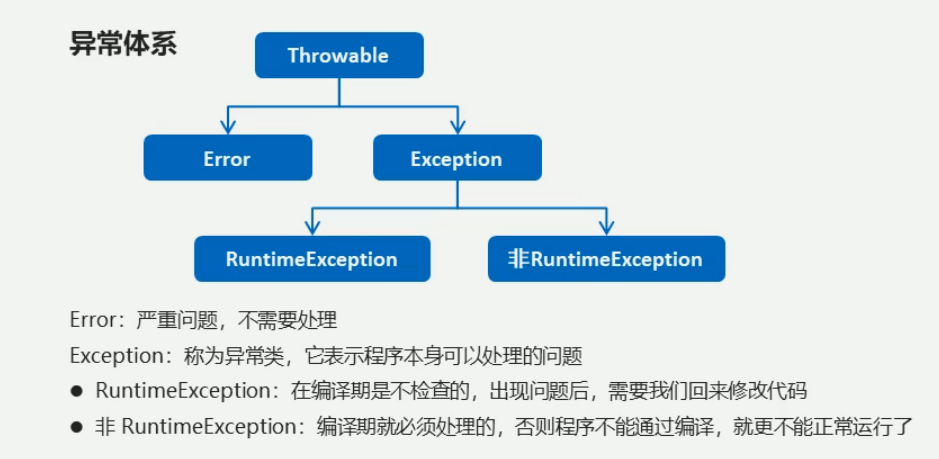 异常体系
Throwable
Error
Exception
RuntimeException
非RuntimeException
Error：严重问题，不需要处理
Exception：称为异常类，它表示程序本身可以处理的问题
● RuntimeException：在编译期是不检查的，出现问题后，需要我们回来修改代码
● 非 RuntimeException：编译期就必须处理的，否则程序不能通过编译，就更不能正常运行了